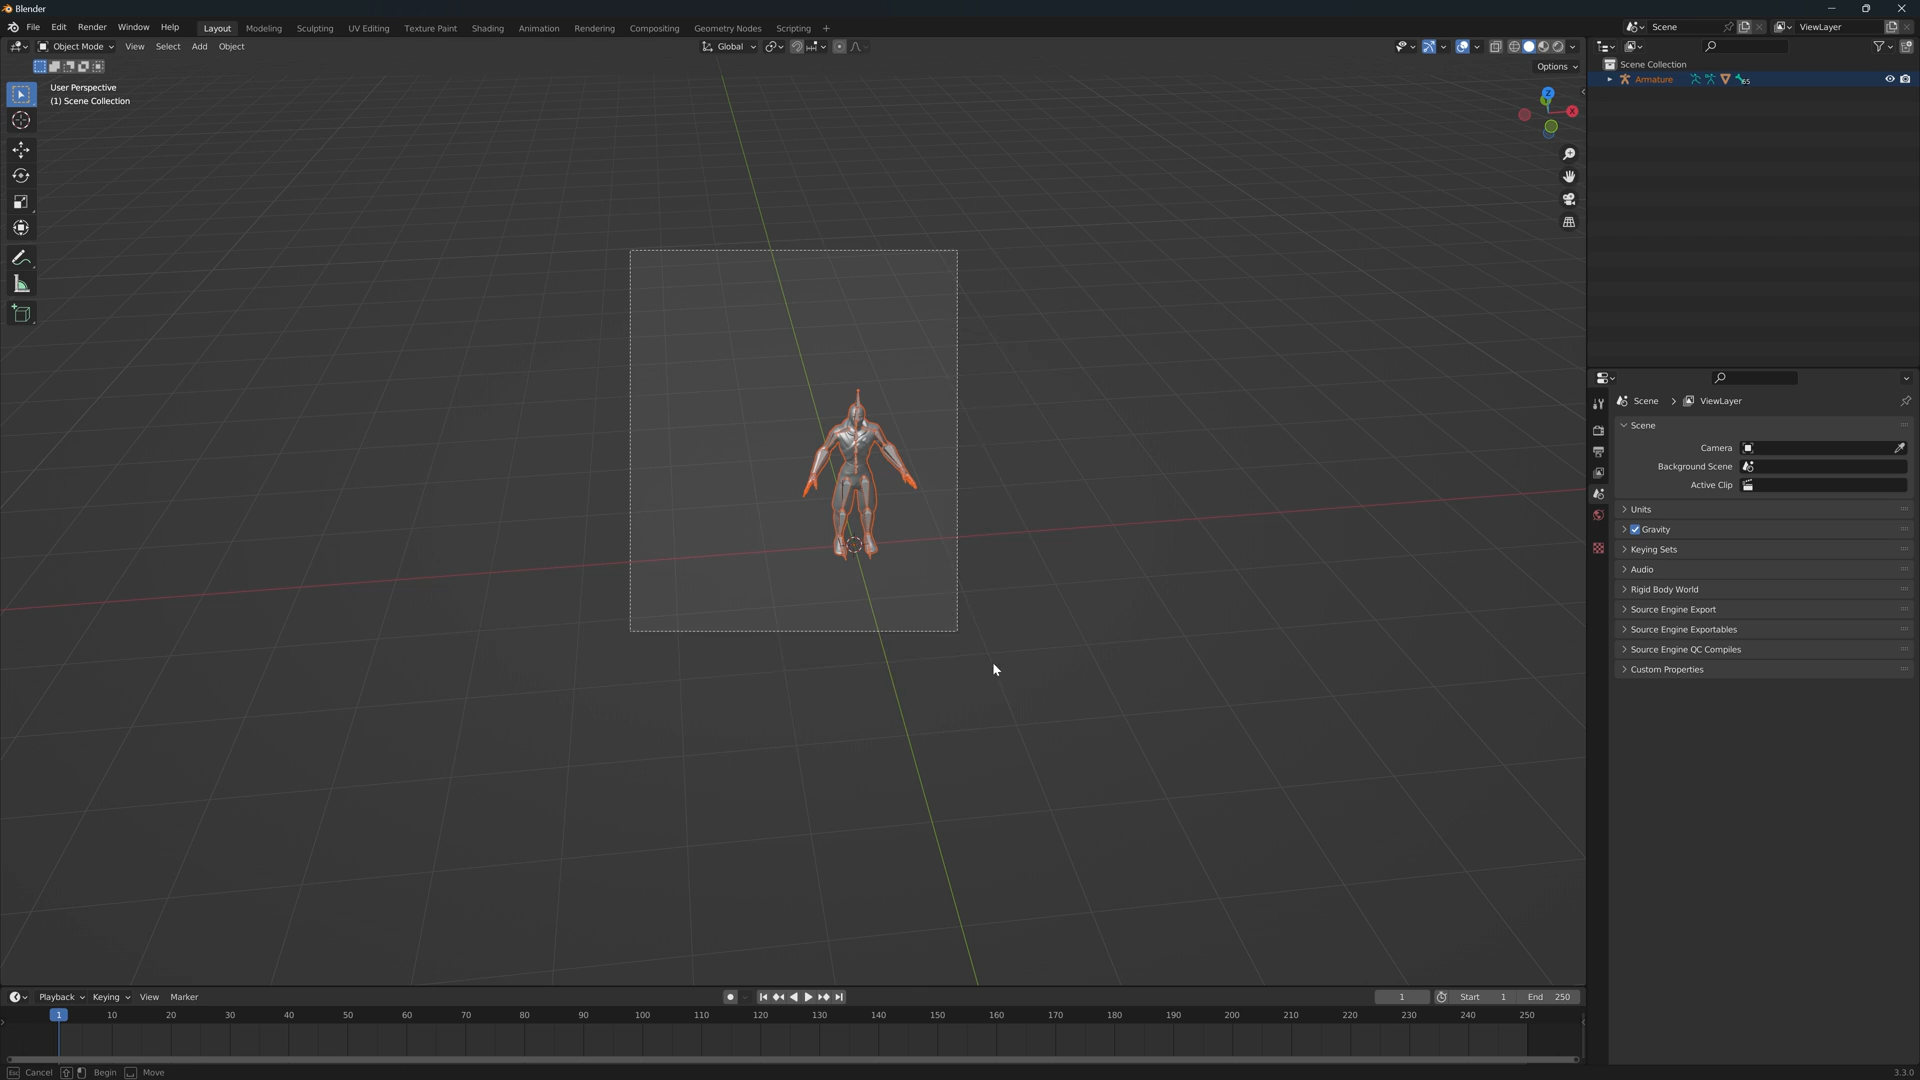 Blender
File Edit Render Window Help Layout Modeling Sculpting UV Editing Texture Paint Shading Animation Rendering Compositing Geometry Nodes Scripting + Scene ViewLayer
Object Mode View Select Add Object Global
Options
User Perspective
(1) Scene Collection
Z
X
Scene Collection
Armature 65
Scene > ViewLayer
Scene
Camera
Background Scene
Active Clip
Units
Gravity
Keying Sets
Audio
Rigid Body World
Source Engine Export
Source Engine Exportables
Source Engine QC Compiles
Custom Properties
Playback Keying View Marker 1 Start 1 End 250
1 10 20 30 40 50 60 70 80 90 100 110 120 130 140 150 160 170 180 190 200 210 220 230 240 250
Esc Cancel Begin Move 3.3.0